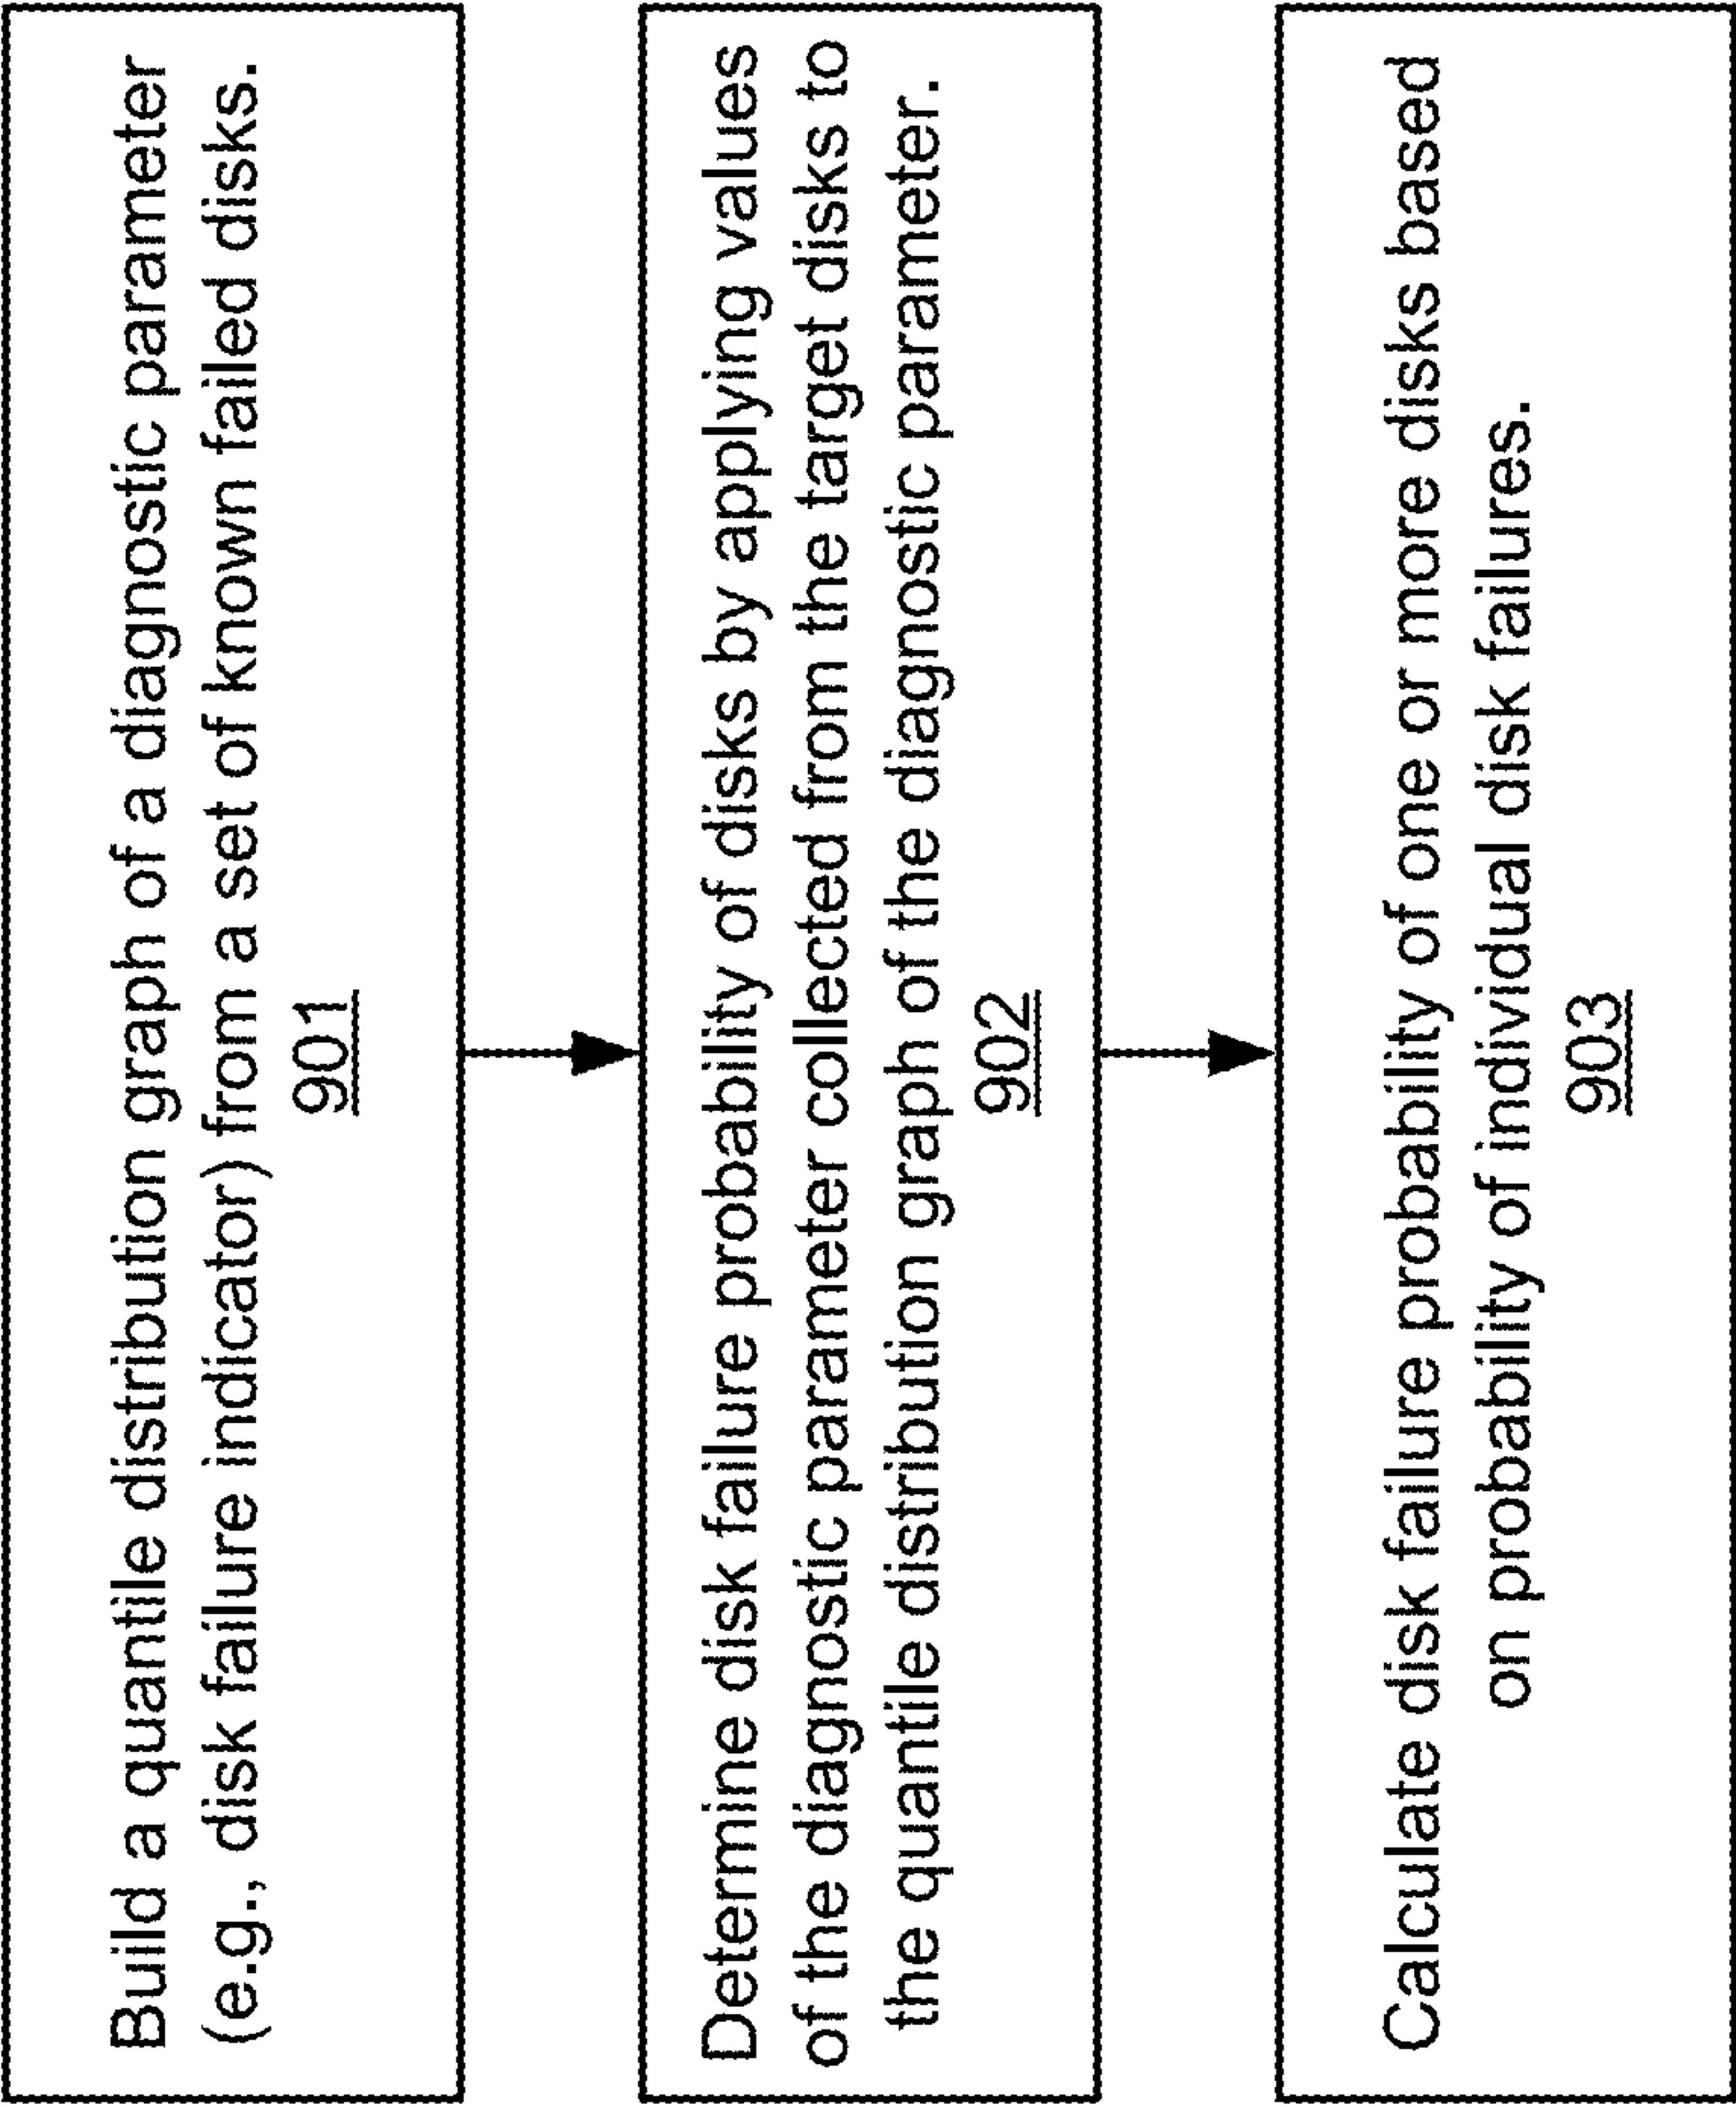 Build a quantile distribution graph of a diagnostic parameter
(e.g., disk failure indicator) from a set of known failed disks.
901
Determine disk failure probability of disks by applying values
of the diagnostic parameter collected from the target disks to
the quantile distribution graph of the diagnostic parameter.
902
Calculate disk failure probability of one or more disks based
on probability of individual disk failures.
903